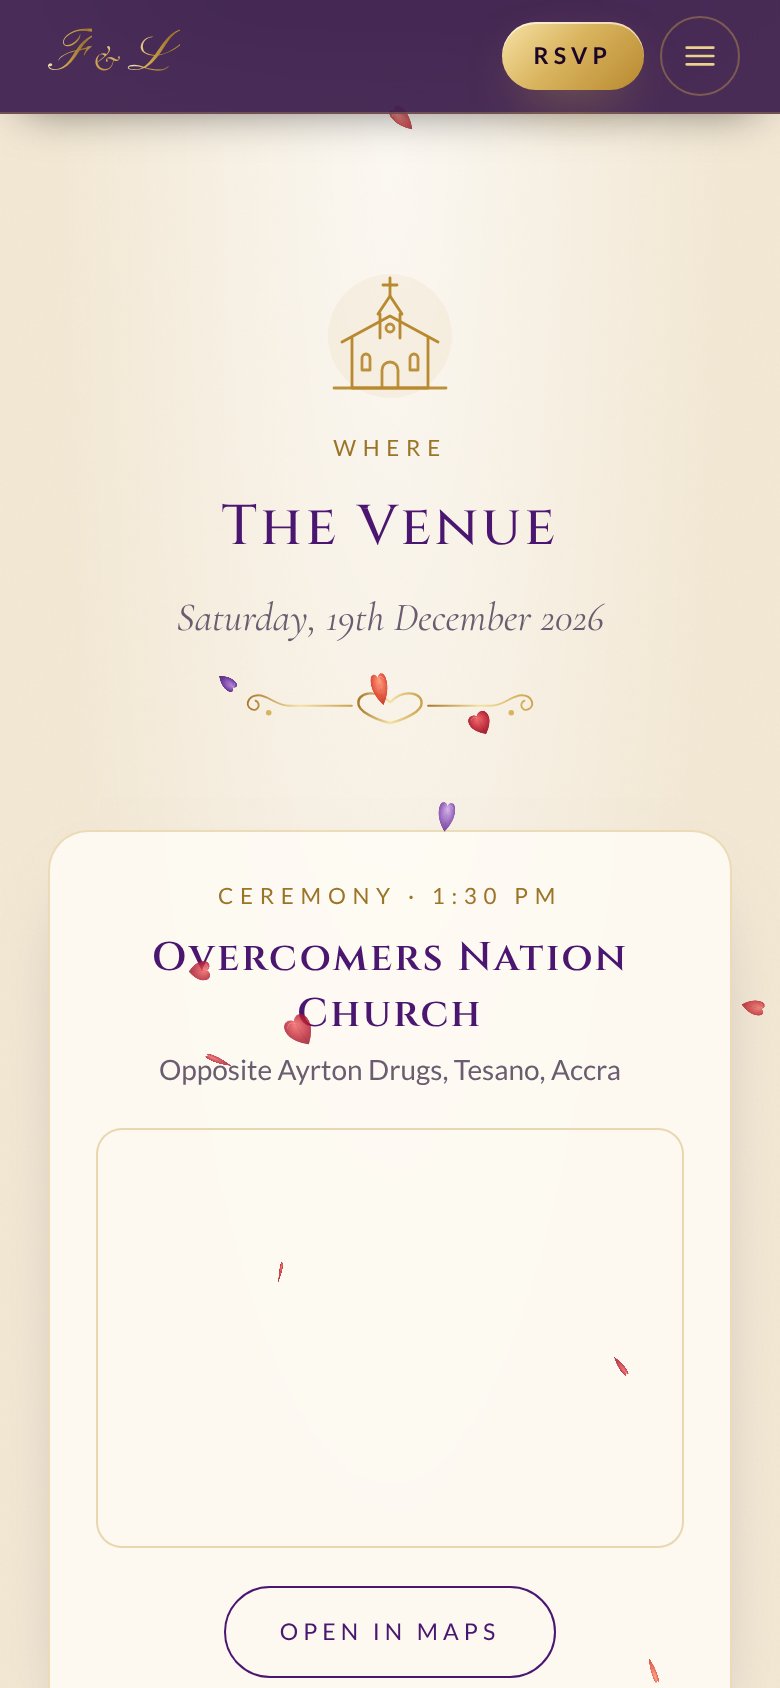 F & L
RSVP
WHERE
The Venue
Saturday, 19th December 2026
CEREMONY · 1:30 PM
Overcomers Nation
Church
Opposite Ayrton Drugs, Tesano, Accra
OPEN IN MAPS